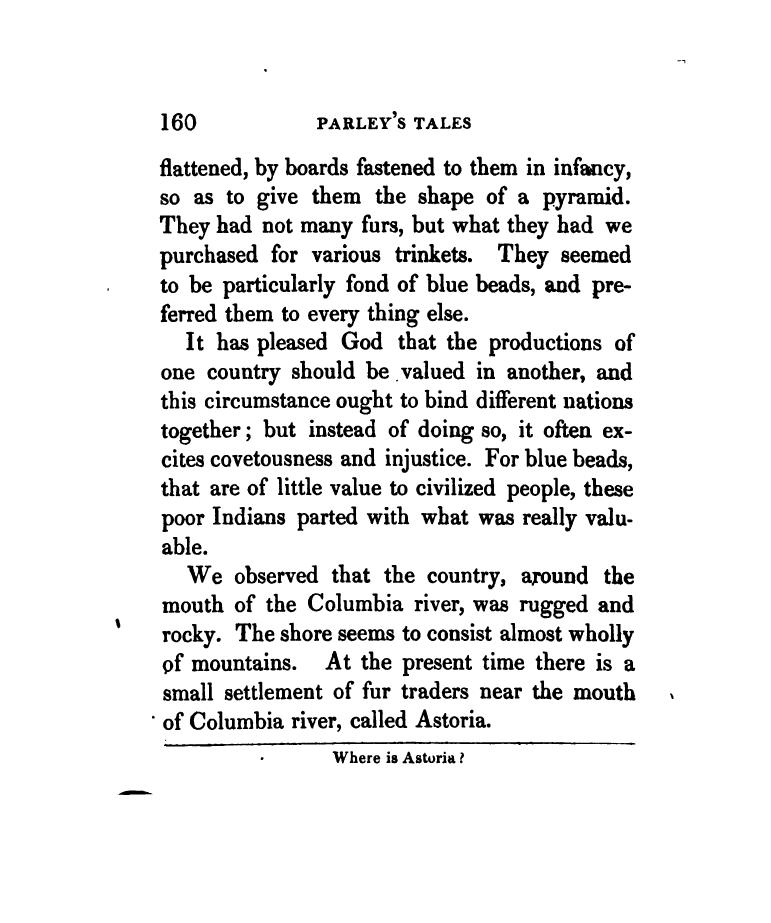 160 PARLEY'S TALES
flattened, by boards fastened to them in infancy,
so as to give them the shape of a pyramid.
They had not many furs, but what they had we
purchased for various trinkets. They seemed
to be particularly fond of blue beads, and pre-
ferred them to every thing else.
It has pleased God that the productions of
one country should be valued in another, and
this circumstance ought to bind different nations
together; but instead of doing so, it often ex-
cites covetousness and injustice. For blue beads,
that are of little value to civilized people, these
poor Indians parted with what was really valu-
able.
We observed that the country, around the
mouth of the Columbia river, was rugged and
rocky. The shore seems to consist almost wholly
of mountains. At the present time there is a
small settlement of fur traders near the mouth
of Columbia river, called Astoria.
Where is Astoria?